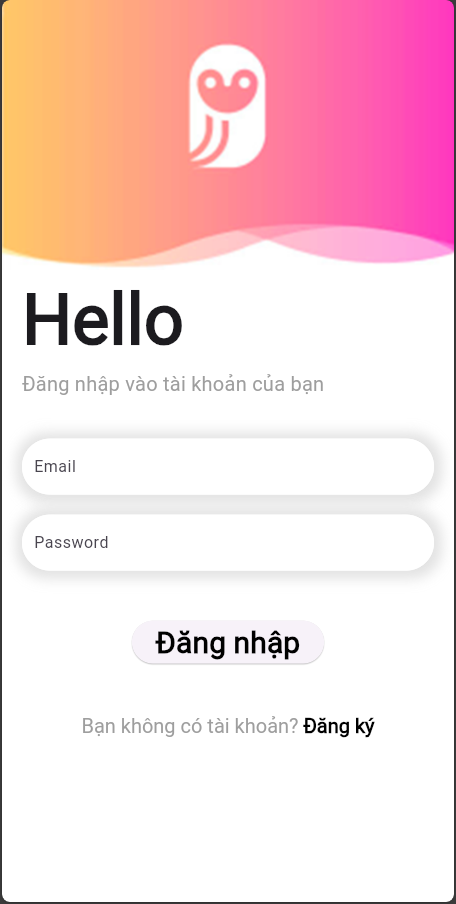 Hello
Đăng nhập vào tài khoản của bạn
Email
Password
Đăng nhập
Bạn không có tài khoản? Đăng ký